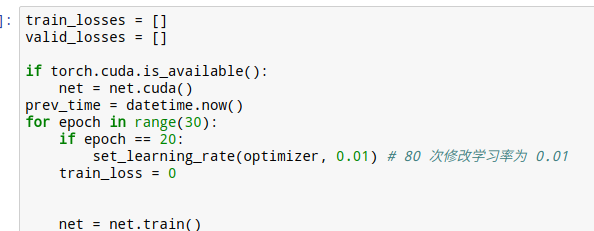 ]:
train_losses = []
valid_losses = []
if torch.cuda.is_available():
    net = net.cuda()
prev_time = datetime.now()
for epoch in range(30):
    if epoch == 20:
        set_learning_rate(optimizer, 0.01) # 80 次修改学习率为 0.01
    train_loss = 0
    net = net.train()